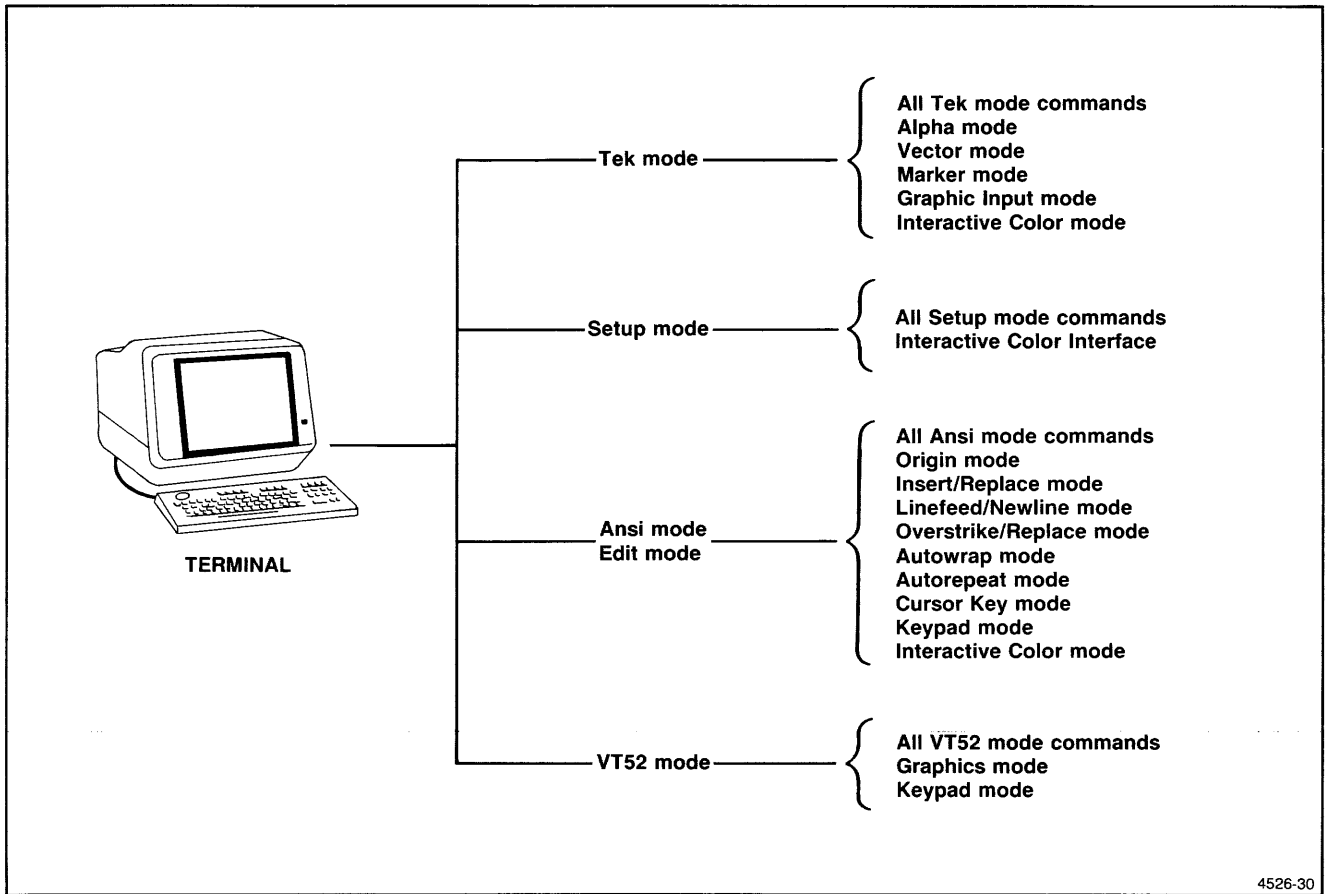 Tek mode
All Tek mode commands
Alpha mode
Vector mode
Marker mode
Graphic Input mode
Interactive Color mode
Setup mode
All Setup mode commands
Interactive Color Interface
TERMINAL
Ansi mode
Edit mode
All Ansi mode commands
Origin mode
Insert/Replace mode
Linefeed/Newline mode
Overstrike/Replace mode
Autowrap mode
Autorepeat mode
Cursor Key mode
Keypad mode
Interactive Color mode
VT52 mode
All VT52 mode commands
Graphics mode
Keypad mode
4526-30